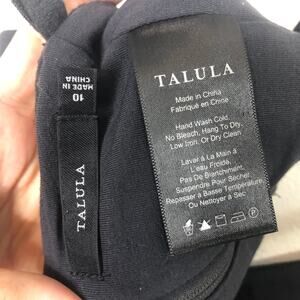 10
MADE IN
CHINA
TALULA
TALULA
Made in China
Fabriqué en Chine
Hand Wash Cold
No Bleach, Hang To Dry
Low Iron, Or Dry Clean
Lavar à La Main à
L'eau Froide,
Pas De Blanchiment,
Suspendre Pour Sécher,
Repasser à Basse Température,
Ou Nettoyage à Sec